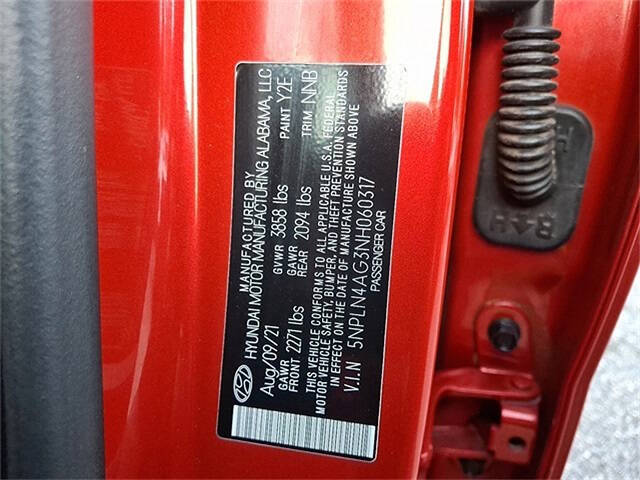 MANUFACTURED BY
HYUNDAI MOTOR MANUFACTURING ALABAMA, LLC
Aug/09/21 GVWR 3858 lbs PAINT Y2E
GAWR FRONT 2271 lbs GAWR REAR 2094 lbs TRIM NNB
THIS VEHICLE CONFORMS TO ALL APPLICABLE U.S.A. FEDERAL
MOTOR VEHICLE SAFETY, BUMPER, AND THEFT PREVENTION STANDARDS
IN EFFECT ON THE DATE OF MANUFACTURE SHOWN ABOVE
V.I.N 5NPLN4AG3NH060317
PASSENGER CAR
B4H